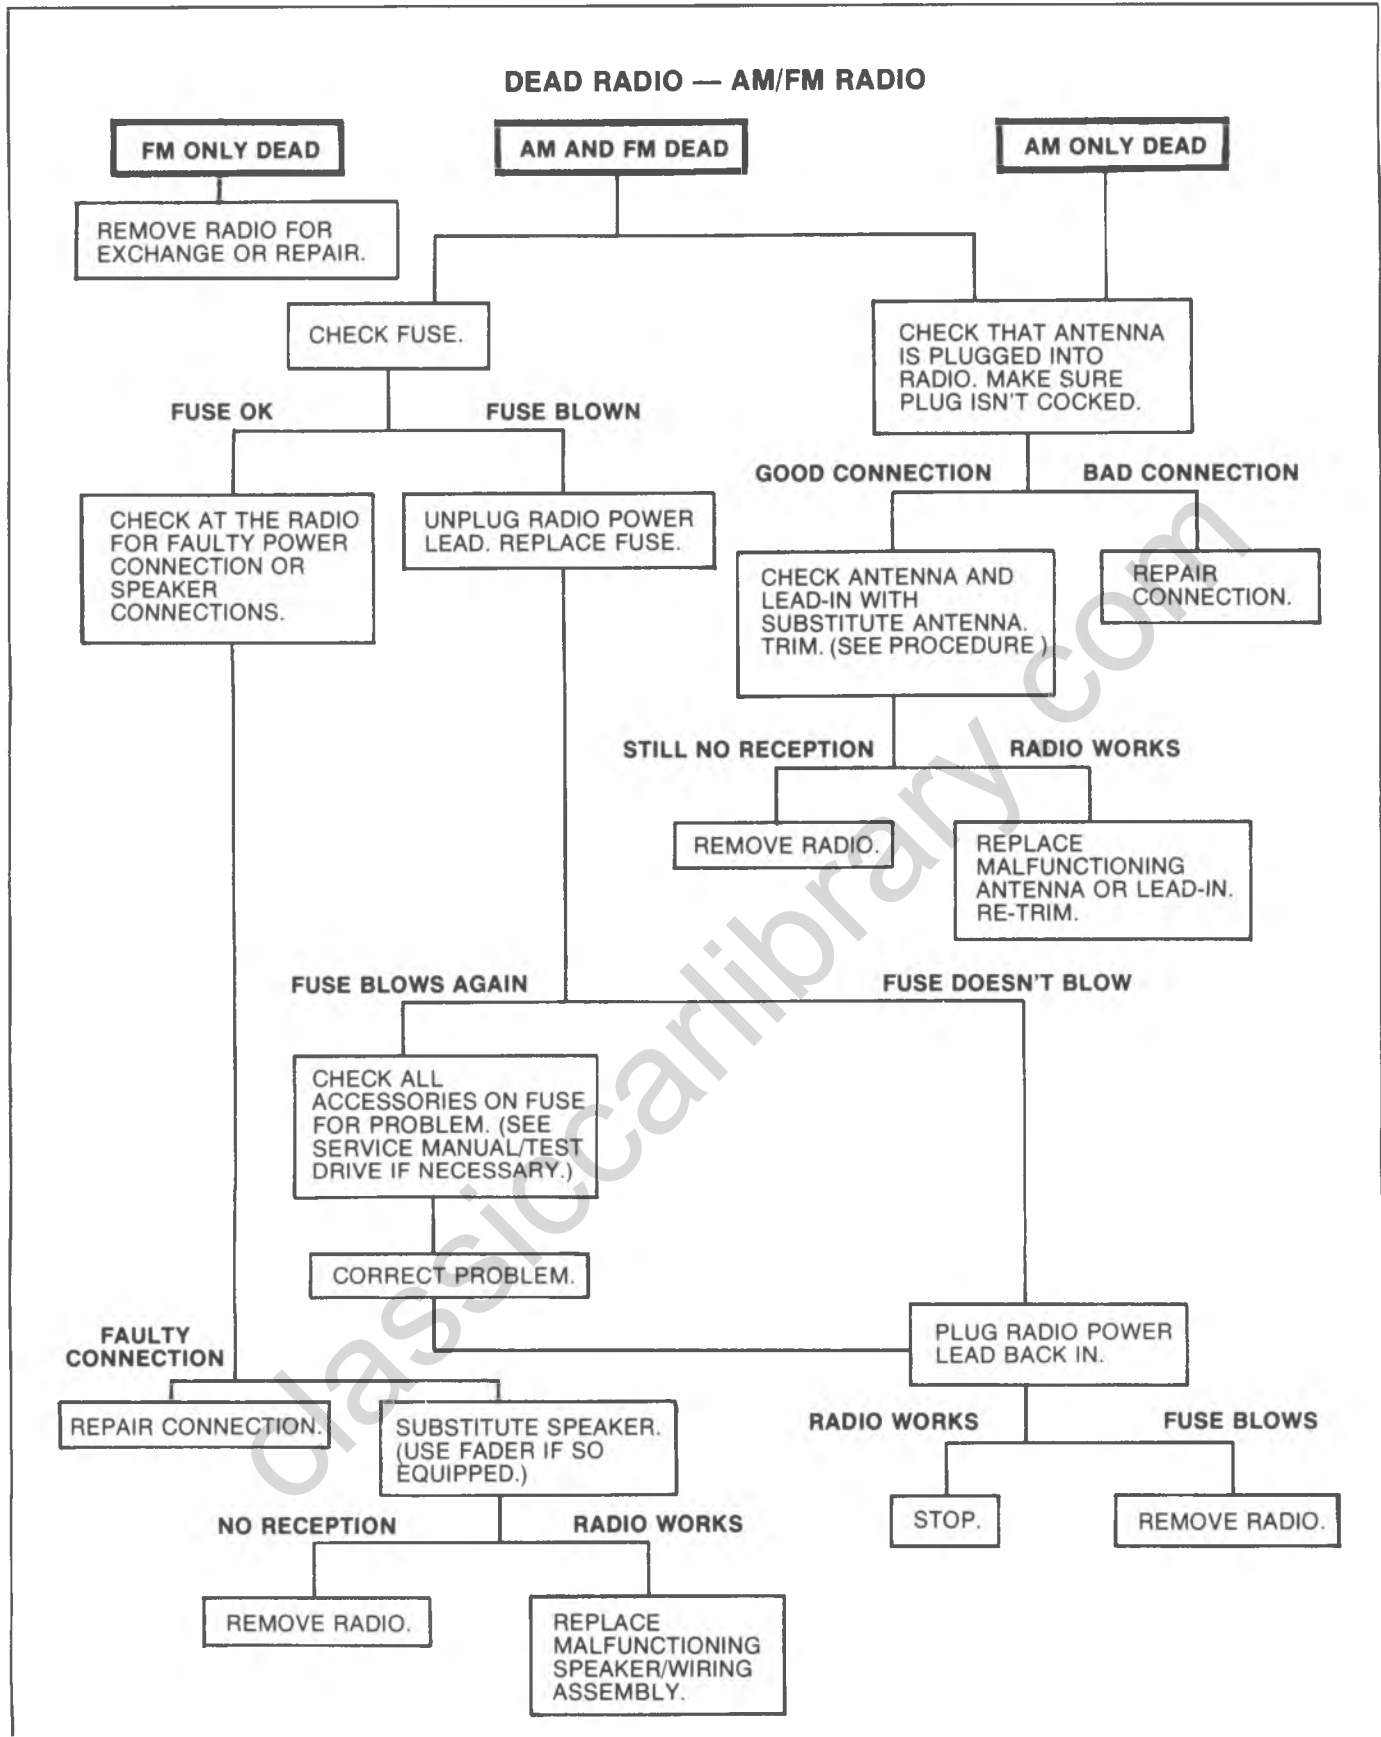 DEAD RADIO — AM/FM RADIO
FM ONLY DEAD
AM AND FM DEAD
AM ONLY DEAD
REMOVE RADIO FOR
EXCHANGE OR REPAIR.
CHECK FUSE.
CHECK THAT ANTENNA
IS PLUGGED INTO
RADIO. MAKE SURE
PLUG ISN'T COCKED.
FUSE OK
FUSE BLOWN
GOOD CONNECTION
BAD CONNECTION
CHECK AT THE RADIO
FOR FAULTY POWER
CONNECTION OR
SPEAKER
CONNECTIONS.
UNPLUG RADIO POWER
LEAD. REPLACE FUSE.
CHECK ANTENNA AND
LEAD-IN WITH
SUBSTITUTE ANTENNA.
TRIM. (SEE PROCEDURE )
REPAIR
CONNECTION.
STILL NO RECEPTION
RADIO WORKS
REMOVE RADIO.
REPLACE
MALFUNCTIONING
ANTENNA OR LEAD-IN.
RE-TRIM.
FUSE BLOWS AGAIN
FUSE DOESN'T BLOW
CHECK ALL
ACCESSORIES ON FUSE
FOR PROBLEM. (SEE
SERVICE MANUAL/TEST
DRIVE IF NECESSARY.)
CORRECT PROBLEM.
PLUG RADIO POWER
LEAD BACK IN.
FAULTY
CONNECTION
REPAIR CONNECTION.
SUBSTITUTE SPEAKER.
(USE FADER IF SO
EQUIPPED.)
RADIO WORKS
FUSE BLOWS
STOP.
REMOVE RADIO.
NO RECEPTION
RADIO WORKS
REMOVE RADIO.
REPLACE
MALFUNCTIONING
SPEAKER/WIRING
ASSEMBLY.
classiccarlibrary.com